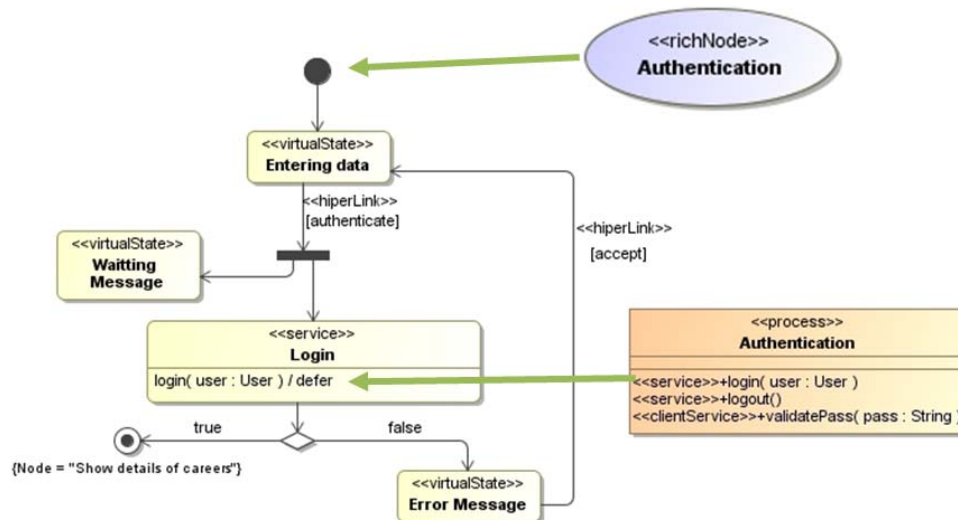 <<richNode>>
Authentication
<<virtualState>>
Entering data
<<hiperLink>>
[authenticate]
<<hiperLink>>
[accept]
<<virtualState>>
Waitting
Message
<<service>>
Login
login( user : User ) / defer
<<process>>
Authentication
<<service>>+login( user : User )
<<service>>+logout()
<<clientService>>+validatePass( pass : String )
true
false
{Node = "Show details of careers"}
<<virtualState>>
Error Message